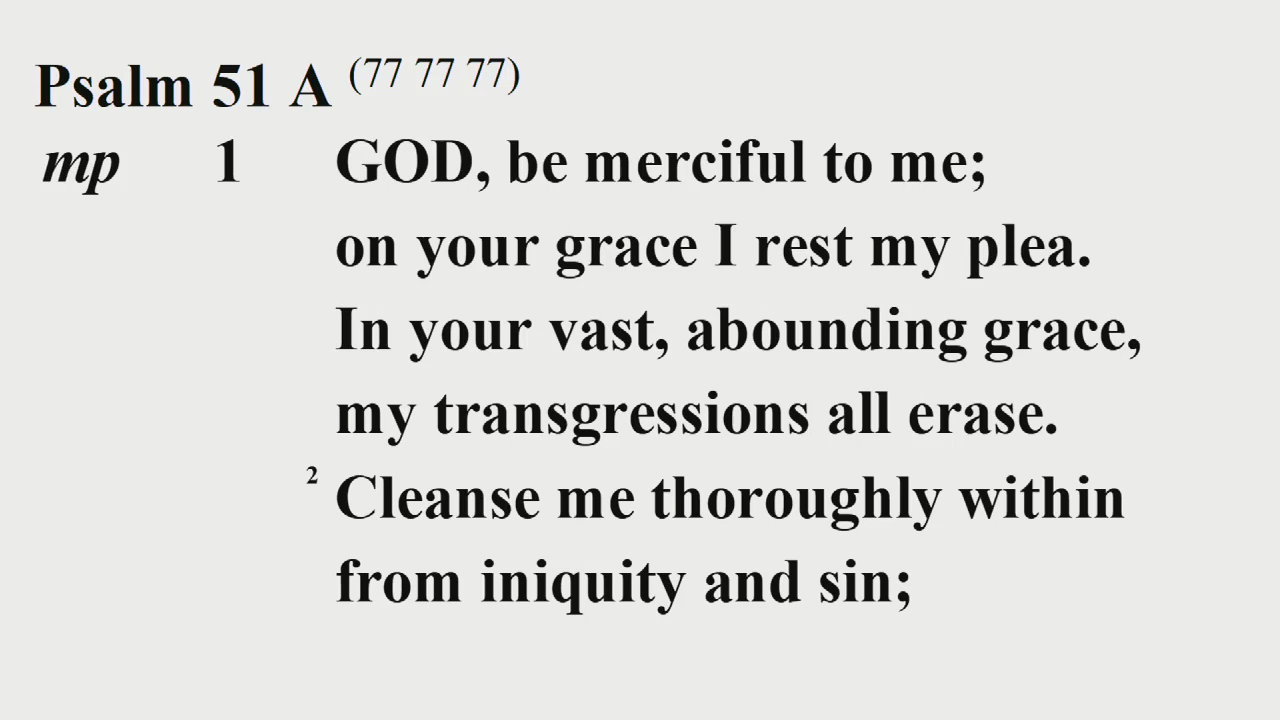 Psalm 51 A (77 77 77)
mp 1 GOD, be merciful to me;
on your grace I rest my plea.
In your vast, abounding grace,
my transgressions all erase.
2 Cleanse me thoroughly within
from iniquity and sin;